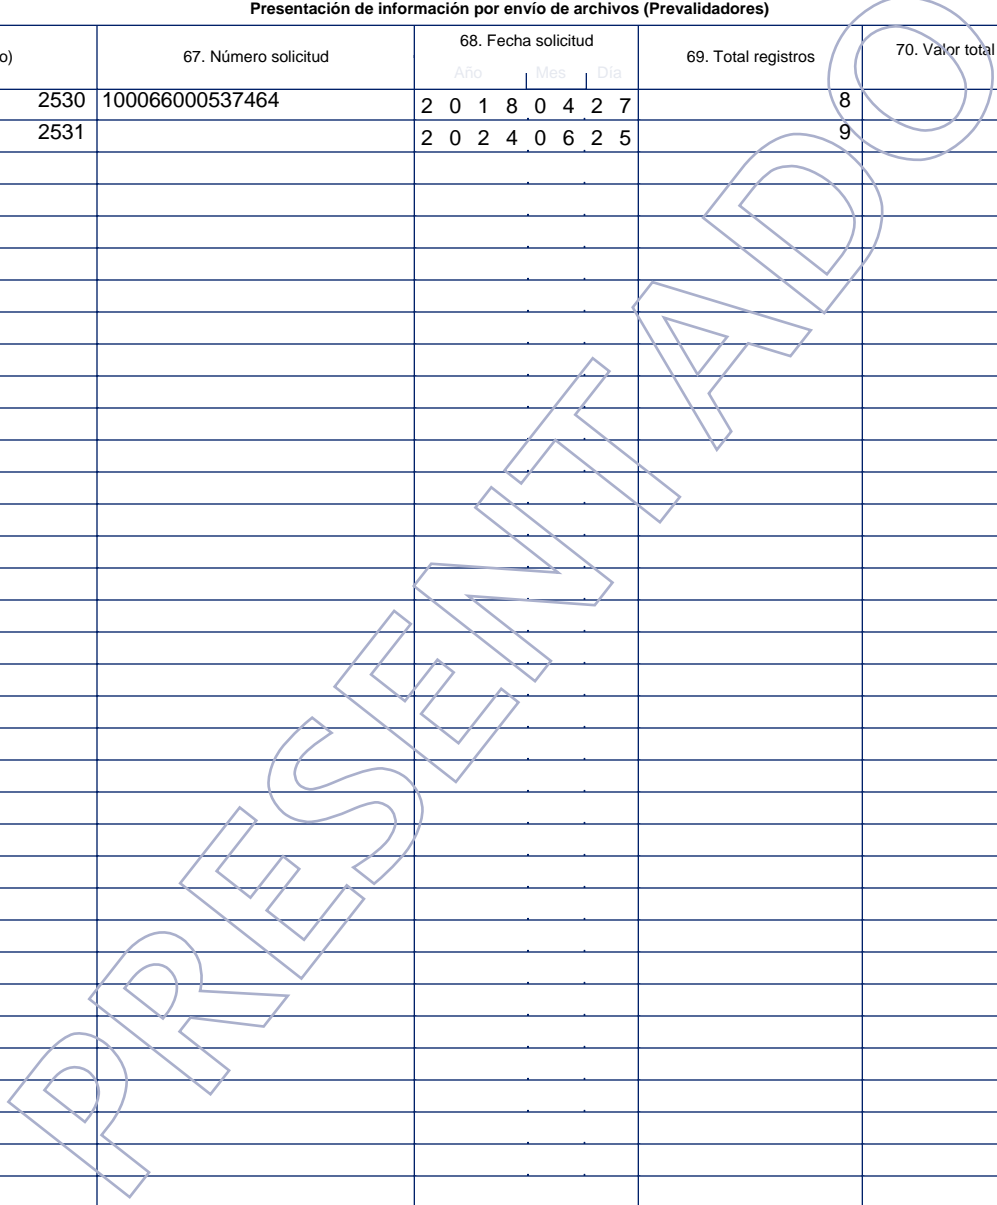 Presentación de información por envío de archivos (Prevalidadores)
o) 67. Número solicitud 68. Fecha solicitud 69. Total registros 70. Valor total
Año Mes Día
2530 100066000537464 2 0 1 8 0 4 2 7 8
2531 2 0 2 4 0 6 2 5 9
PRESENTADO